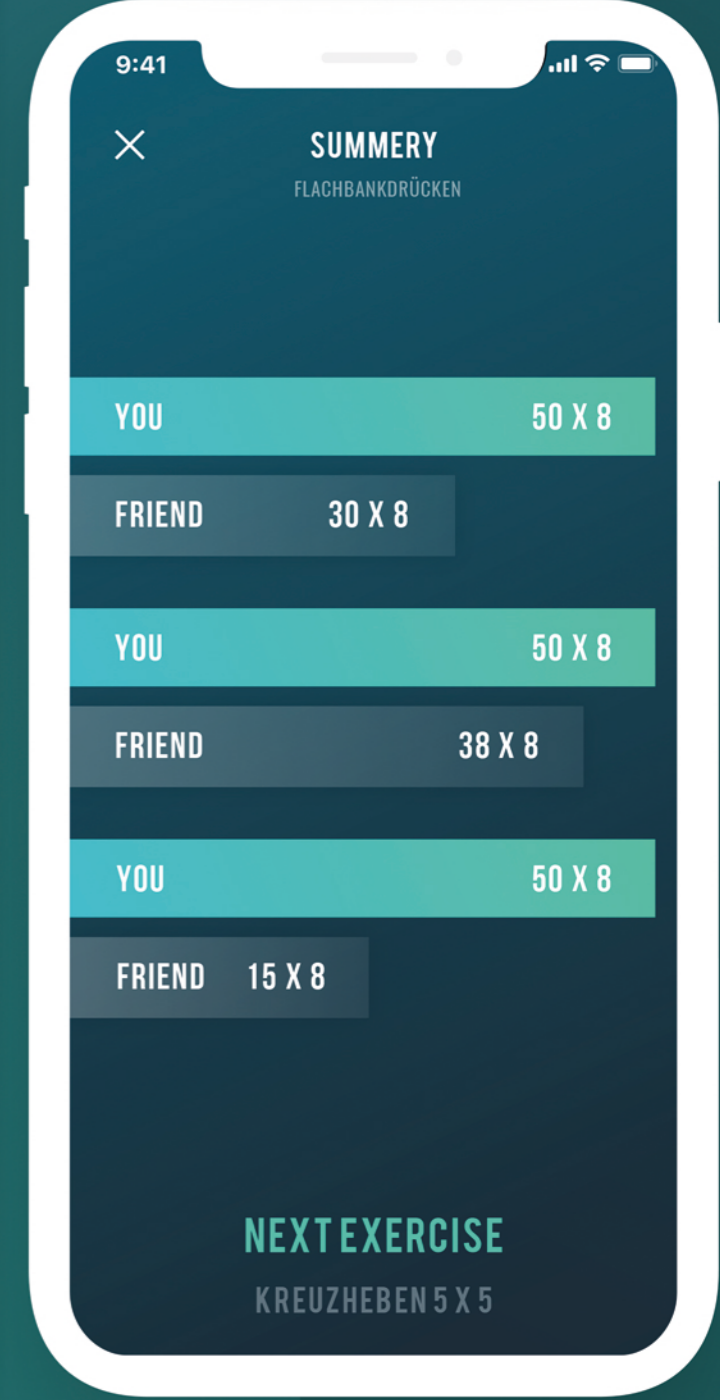 9:41
SUMMERY
FLACHBANKDRÜCKEN
YOU 50 X 8
FRIEND 30 X 8
YOU 50 X 8
FRIEND 38 X 8
YOU 50 X 8
FRIEND 15 X 8
NEXT EXERCISE
KREUZHEBEN 5 X 5